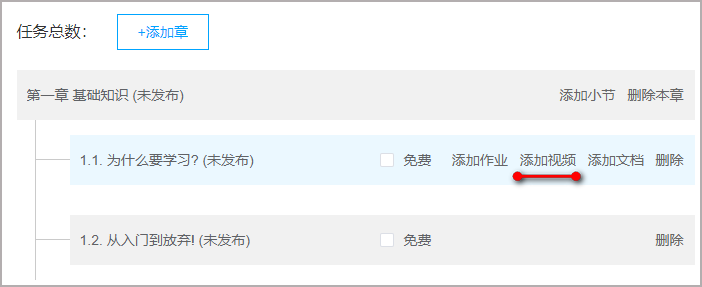 任务总数： +添加章
第一章 基础知识 (未发布) 添加小节 删除本章
1.1. 为什么要学习? (未发布) 免费 添加作业 添加视频 添加文档 删除
1.2. 从入门到放弃! (未发布) 免费 删除